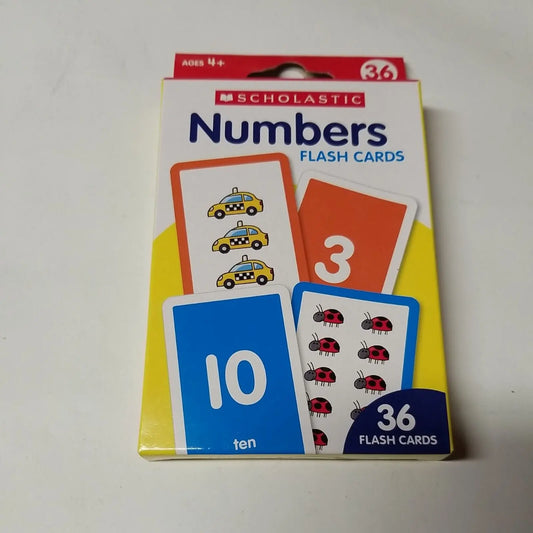 AGES 4+
36
SCHOLASTIC
Numbers
FLASH CARDS
3
10
ten
36
FLASH CARDS